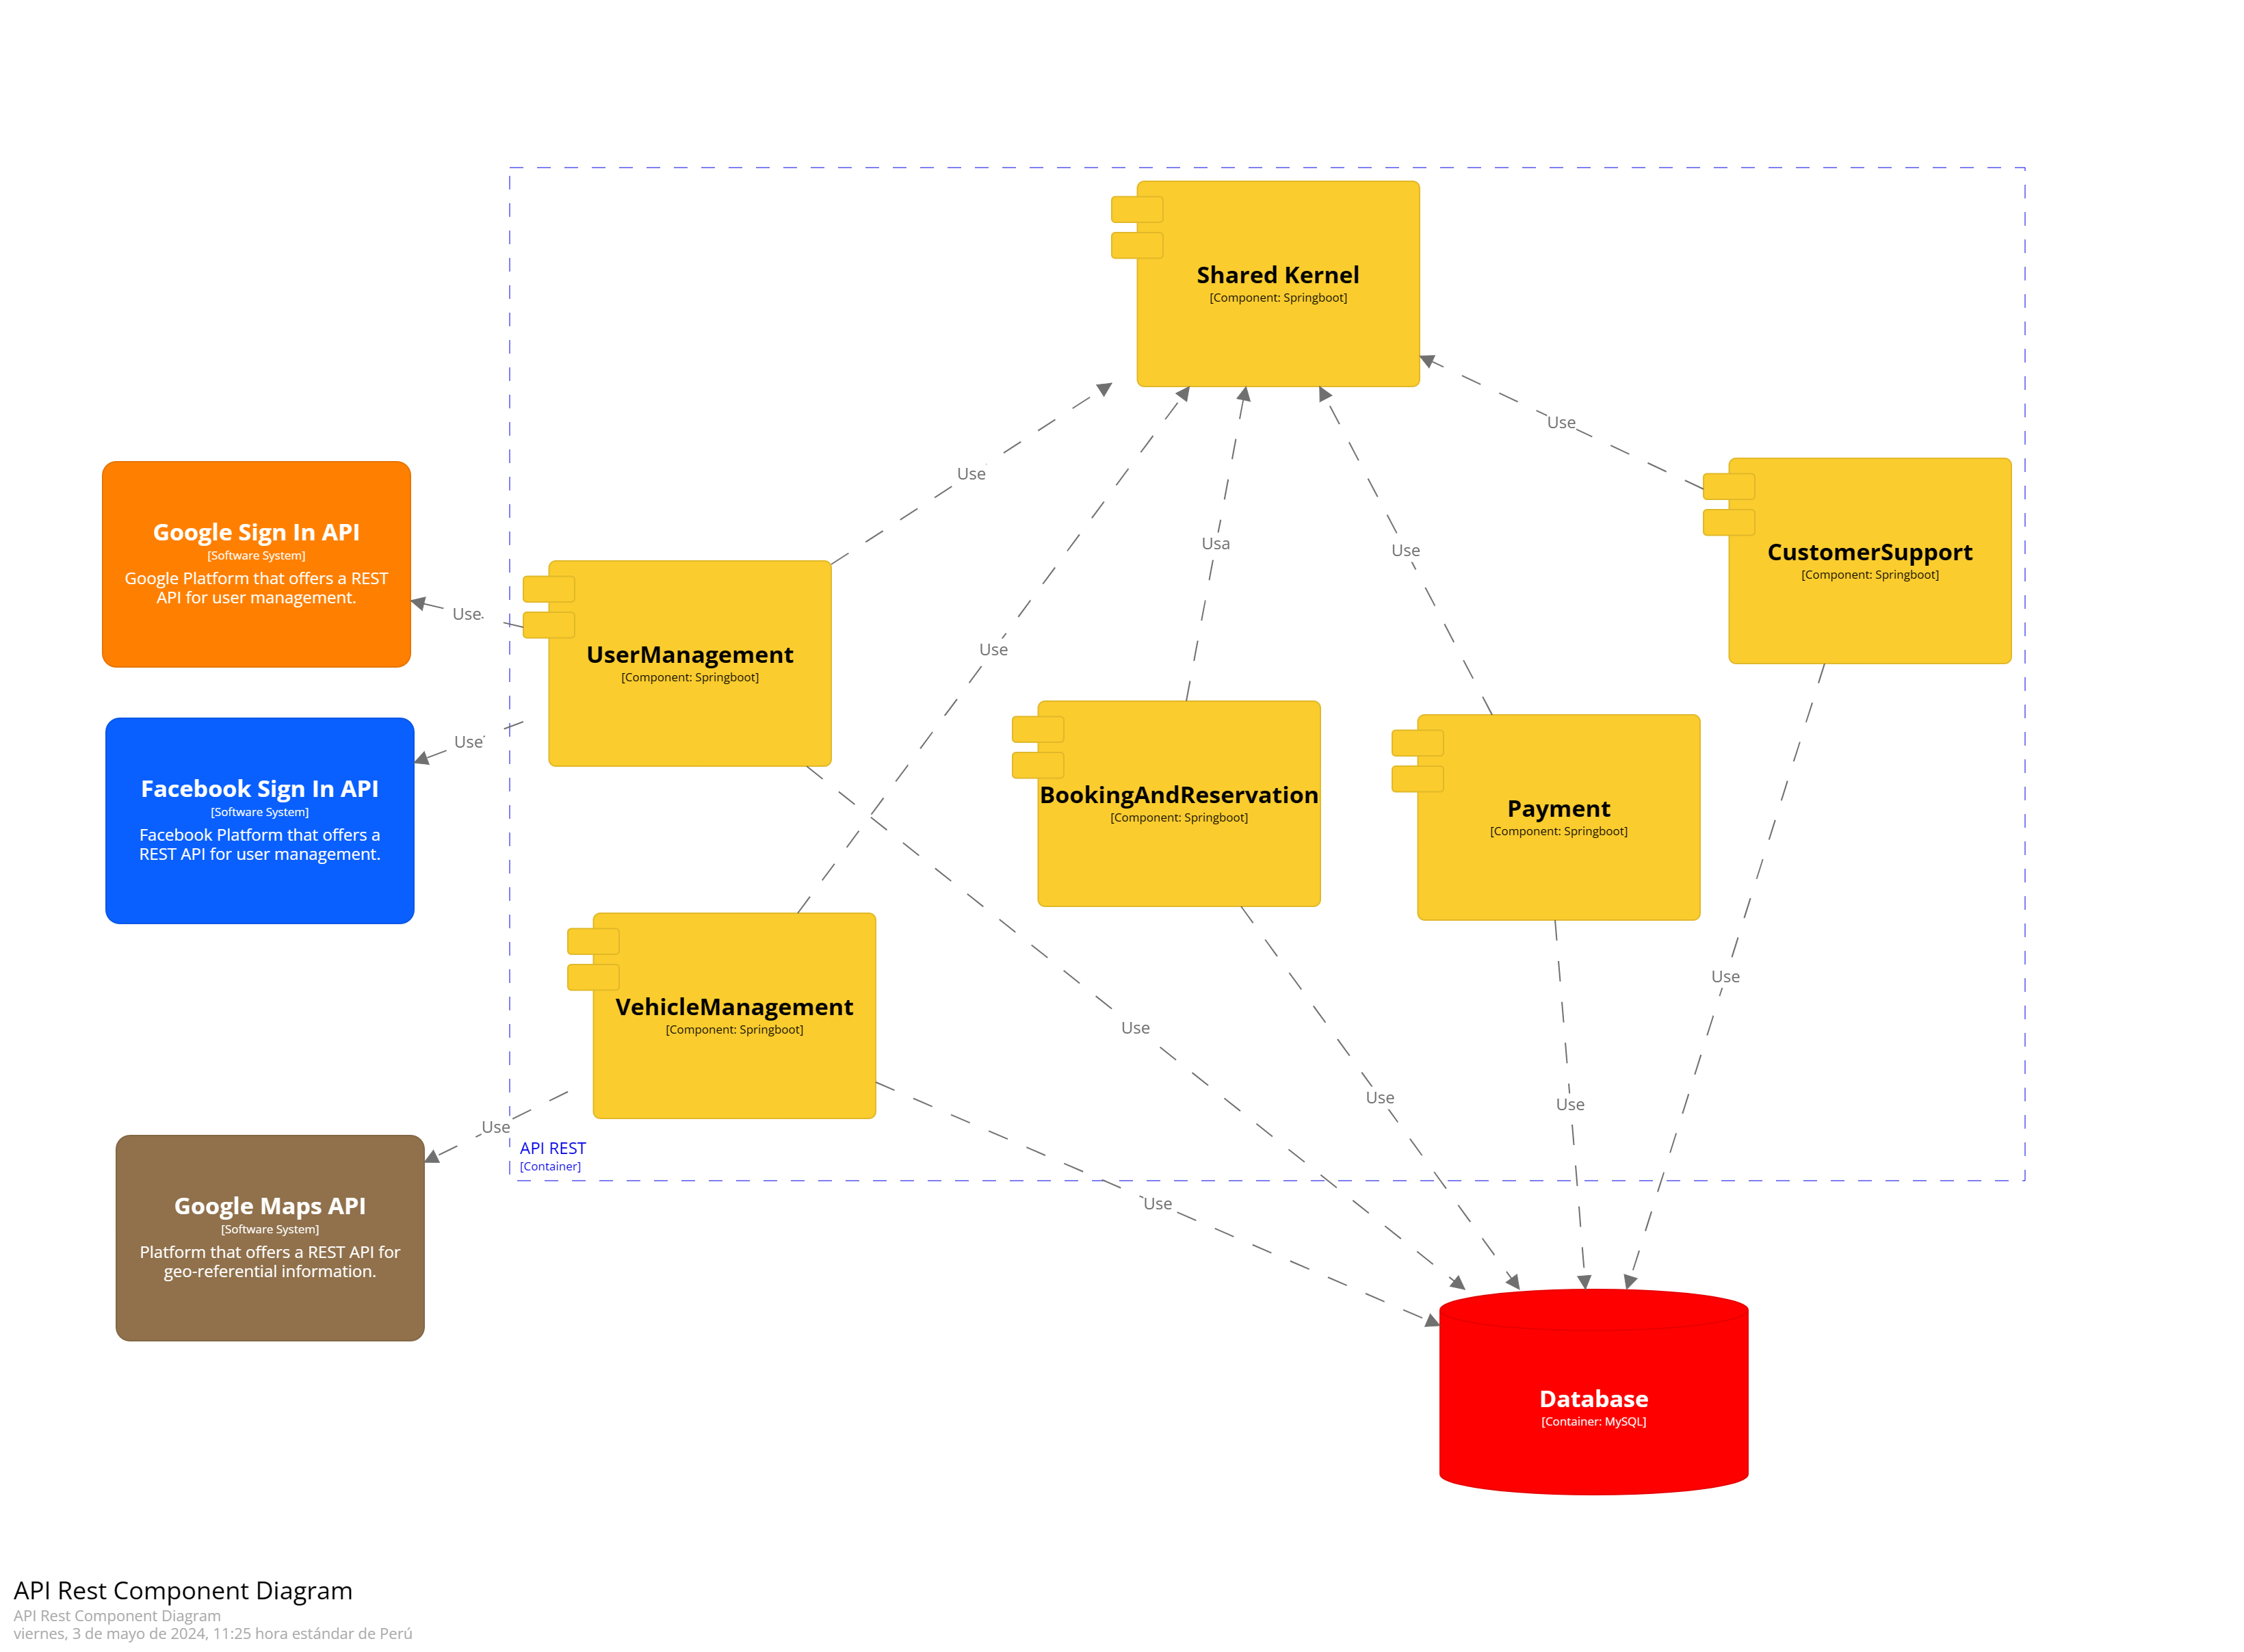 Shared Kernel
[Component: Springboot]
Use
Use
Google Sign In API
[Software System]
Google Platform that offers a REST
API for user management.
Use
Usa
Use
CustomerSupport
[Component: Springboot]
UserManagement
[Component: Springboot]
Use
Use
Facebook Sign In API
[Software System]
Facebook Platform that offers a
REST API for user management.
BookingAndReservation
[Component: Springboot]
Payment
[Component: Springboot]
VehicleManagement
[Component: Springboot]
Use
Use
Use
Use
Use
API REST
[Container]
Use
Google Maps API
[Software System]
Platform that offers a REST API for
geo-referential information.
Database
[Container: MySQL]
API Rest Component Diagram
API Rest Component Diagram
viernes, 3 de mayo de 2024, 11:25 hora estándar de Perú